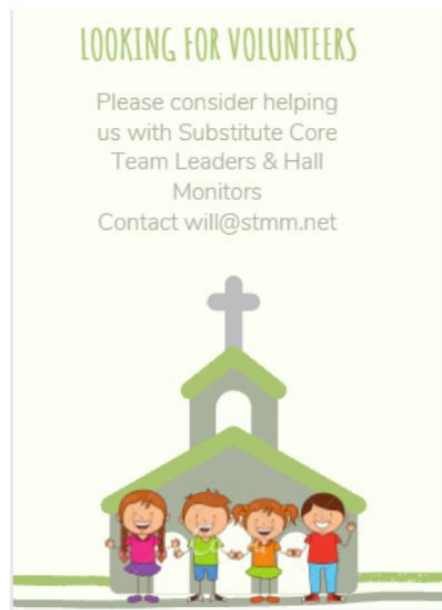 LOOKING FOR VOLUNTEERS
Please consider helping
us with Substitute Core
Team Leaders & Hall
Monitors
Contact will@stmm.net